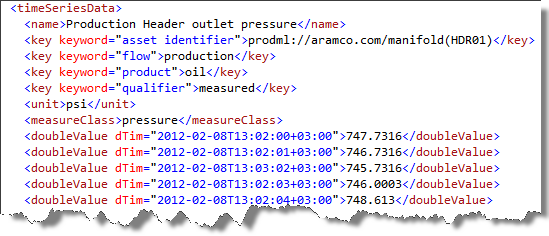 <timeSeriesData>
<name>Production Header outlet pressure</name>
<key keyword="asset identifier">prodml://aramco.com/manifold(HDR01)</key>
<key keyword="flow">production</key>
<key keyword="product">oil</key>
<key keyword="qualifier">measured</key>
<unit>psi</unit>
<measureClass>pressure</measureClass>
<doubleValue dTim="2012-02-08T13:02:00+03:00">747.7316</doubleValue>
<doubleValue dTim="2012-02-08T13:02:01+03:00">746.7316</doubleValue>
<doubleValue dTim="2012-02-08T13:03:02+03:00">745.7316</doubleValue>
<doubleValue dTim="2012-02-08T13:02:03+03:00">746.0003</doubleValue>
<doubleValue dTim="2012-02-08T13:02:04+03:00">748.613</doubleValue>